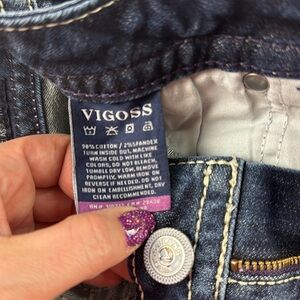 VIGOSS
98% COTTON / 2% SPANDEX
TURN INSIDE OUT, MACHINE
WASH COLD WITH LIKE
COLORS, DO NOT BLEACH,
TUMBLE DRY LOW, REMOVE
PROMPTLY, WARM IRON ON
REVERSE IF NEEDED. DO NOT
IRON ON EMBELLISHMENT, DRY
CLEAN RECOMMENDED.